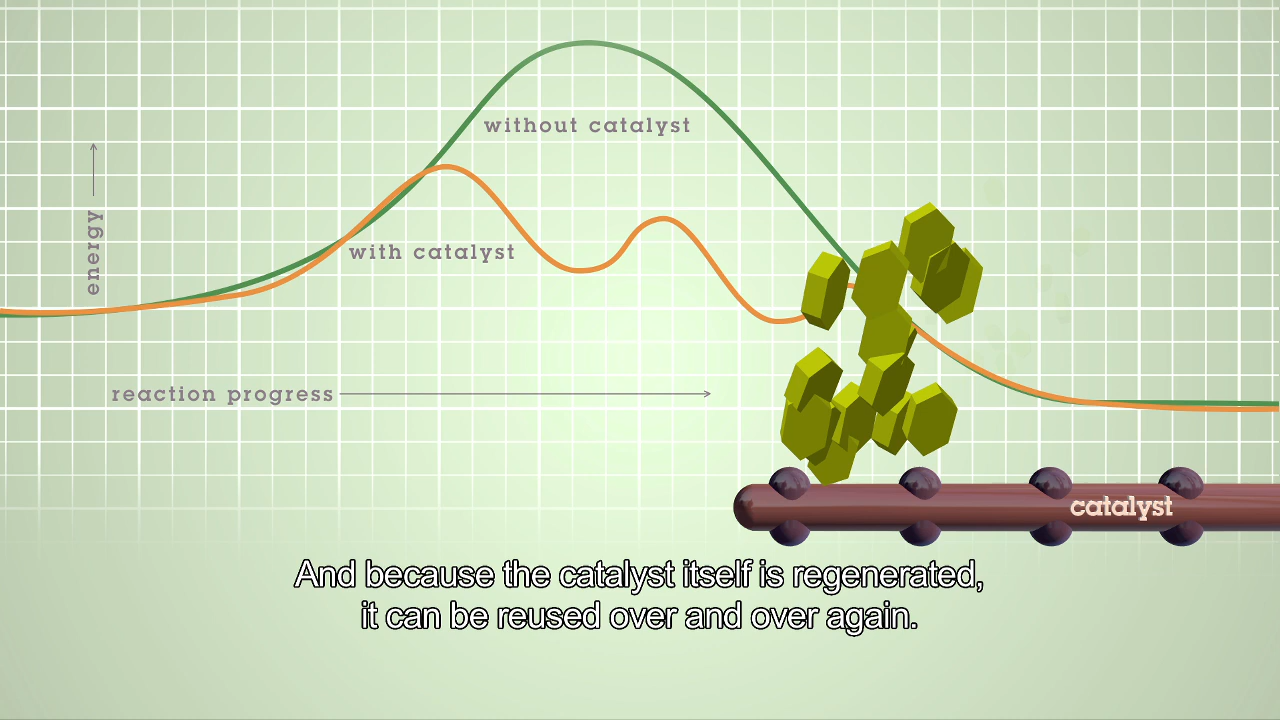 without catalyst
energy
with catalyst
reaction progress
catalyst
And because the catalyst itself is regenerated,
it can be reused over and over again.